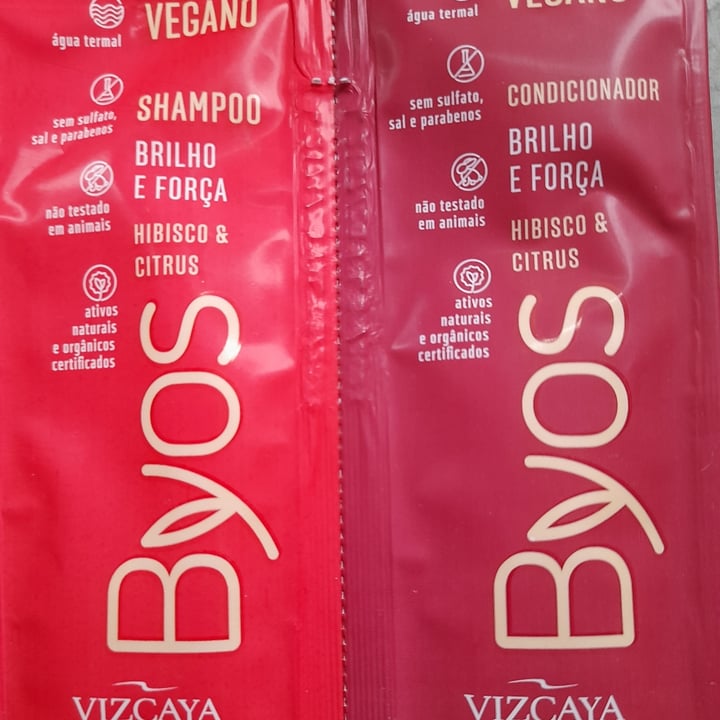 VEGANO
água termal
SHAMPOO
sem sulfato,
sal e parabenos
BRILHO
E FORÇA
não testado
em animais
HIBISCO &
CITRUS
ativos
naturais
e orgânicos
certificados
Byos
VIZCAYA
VEGANO
água termal
CONDICIONADOR
sem sulfato,
sal e parabenos
BRILHO
E FORÇA
não testado
em animais
HIBISCO &
CITRUS
ativos
naturais
e orgânicos
certificados
Byos
VIZCAYA